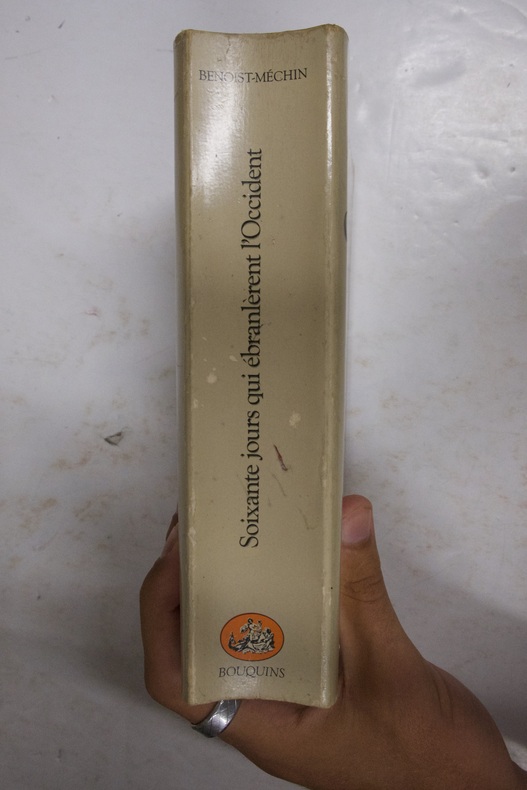 BENOIST-MÉCHIN
Soixante jours qui ébranlèrent l'Occident
BOUQUINS